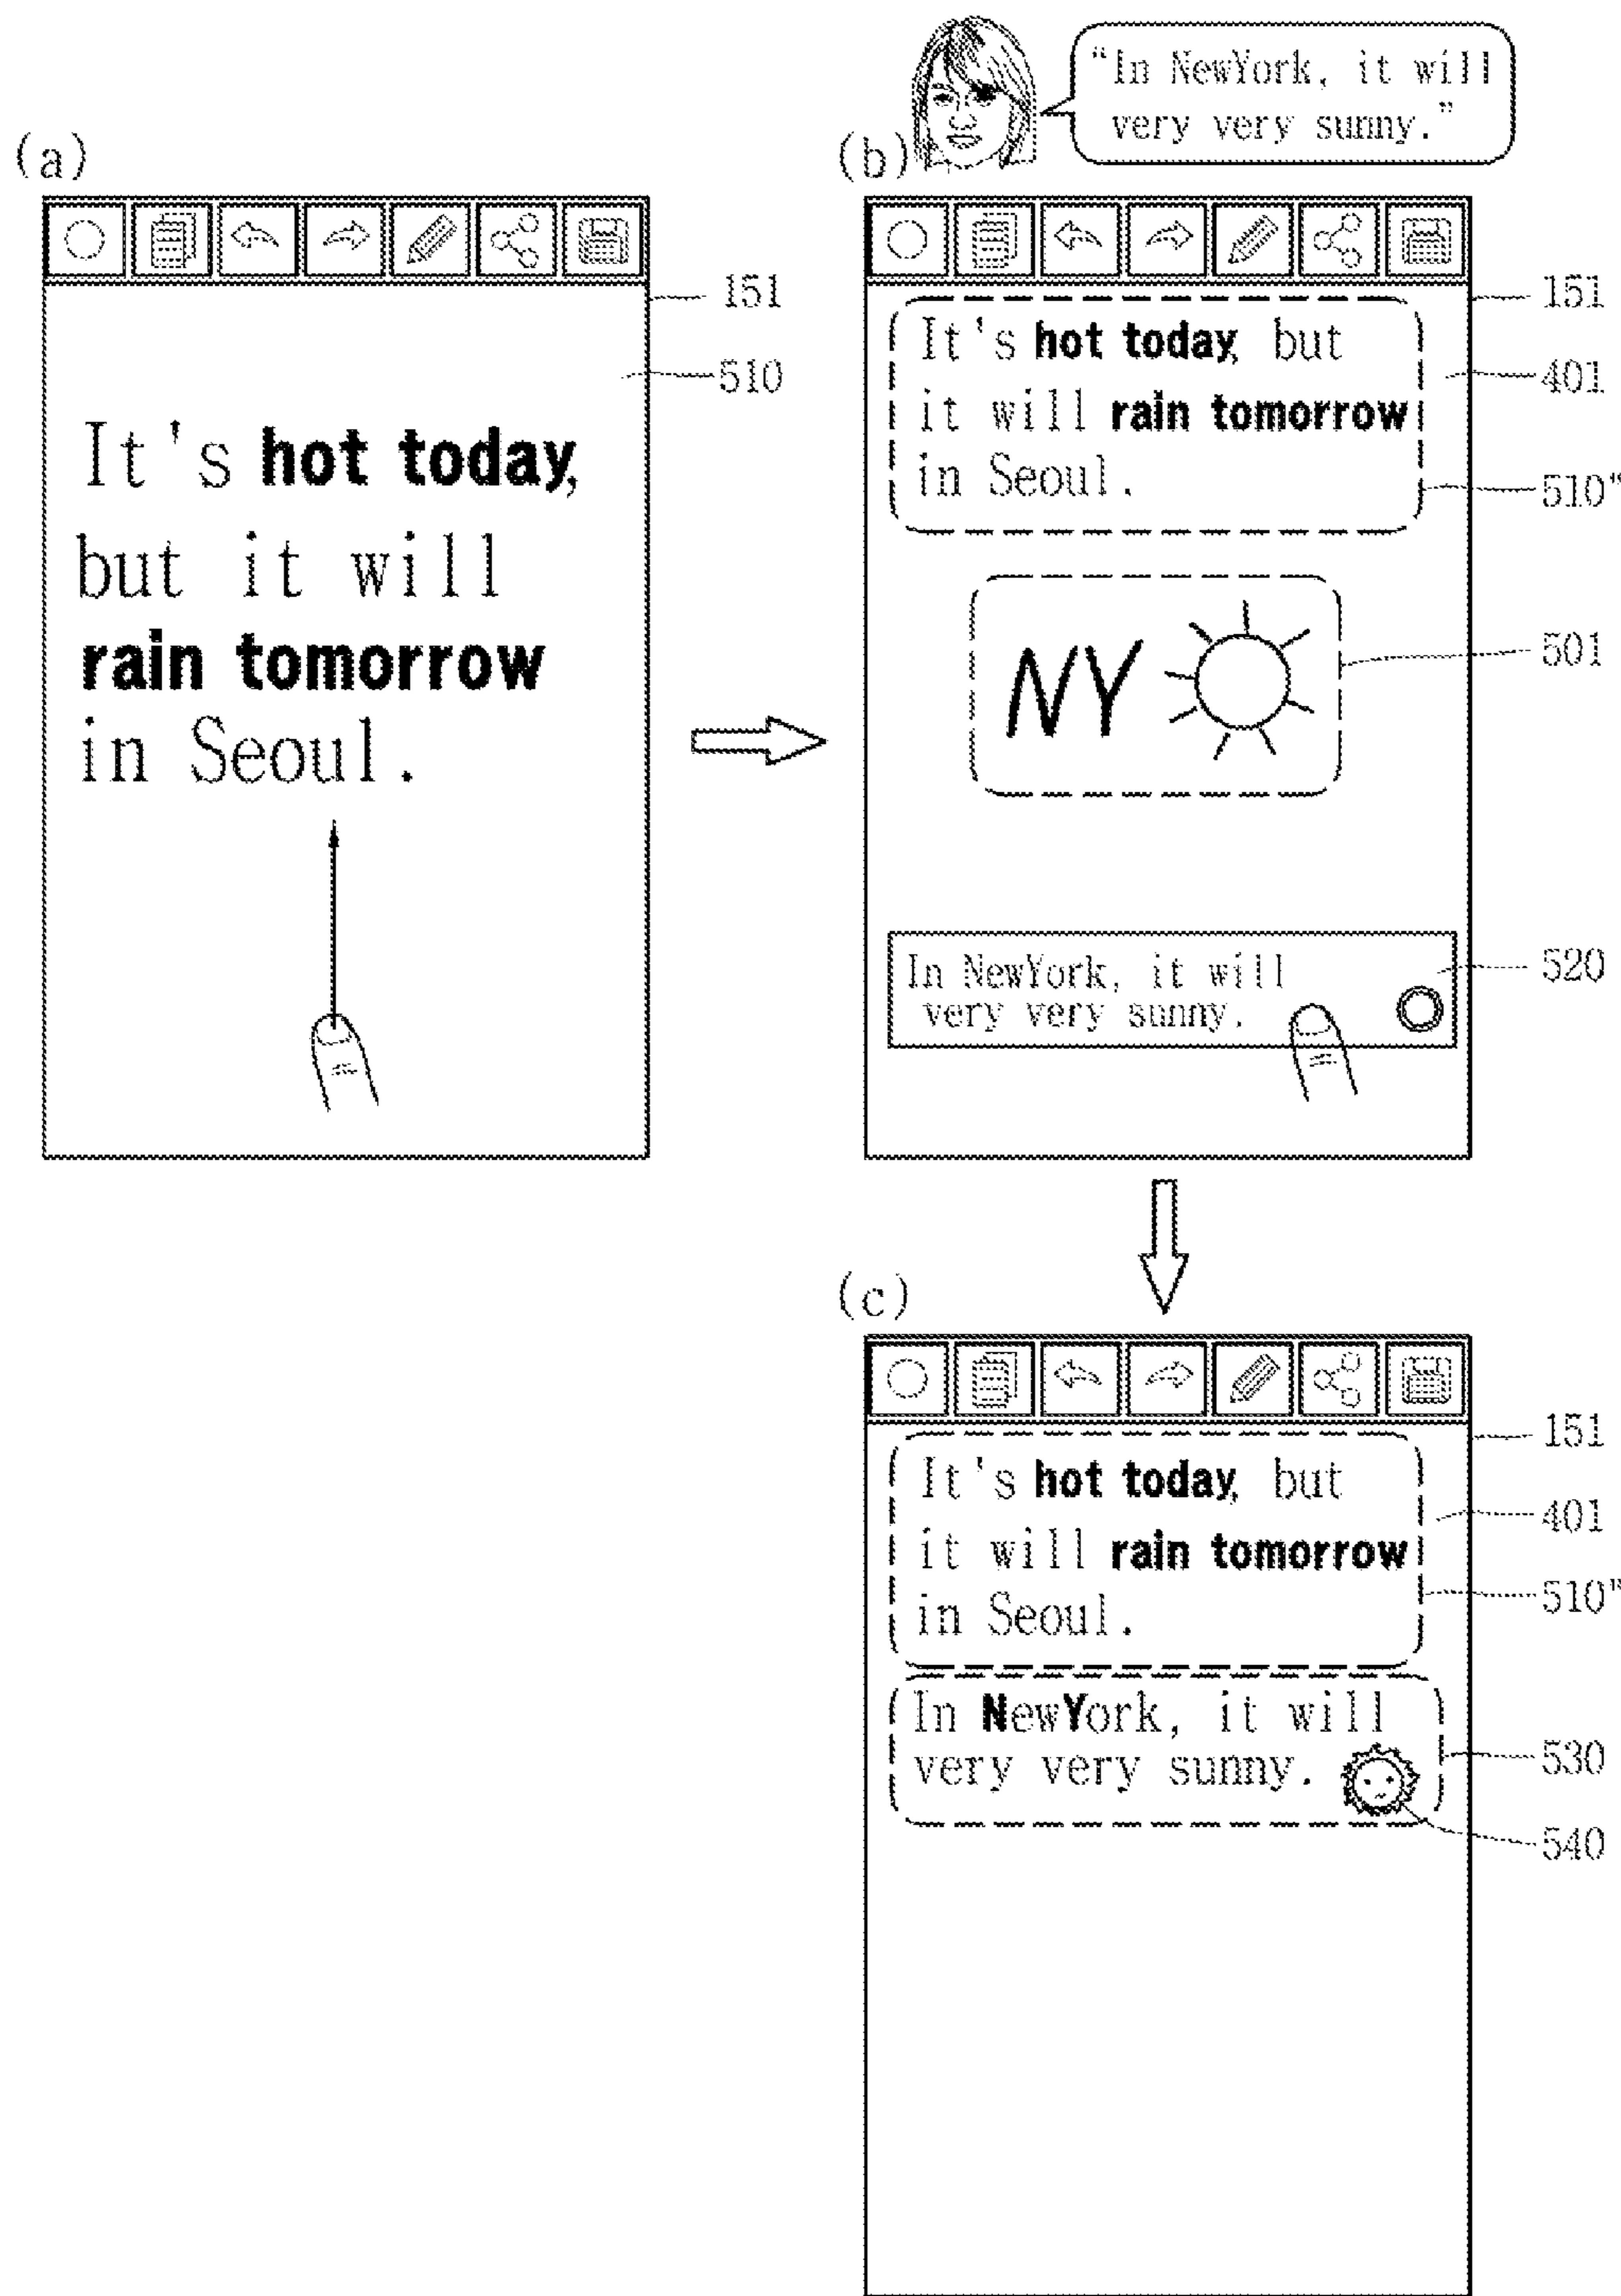 (a)
151
510
It's hot today,
but it will
rain tomorrow
in Seoul.
"In NewYork, it will
very very sunny."
(b)
151
It's hot today, but
401
it will rain tomorrow
in Seoul.
510"
NY
501
In NewYork, it will
very very sunny.
520
(c)
151
It's hot today, but
401
it will rain tomorrow
in Seoul.
510"
In NewYork, it will
very very sunny.
530
540